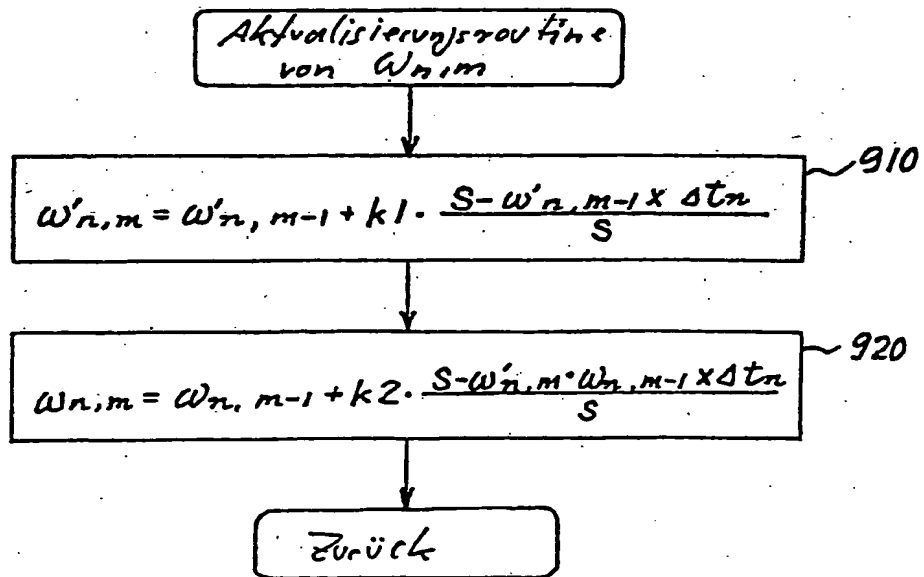 Aktualisierungsroutine
von ωn,m
910
ω'n,m = ω'n, m-1 + k1 · (S - ω'n, m-1 x Δtn) / S
920
ωn,m = ωn, m-1 + k2 · (S - ω'n, m · ωn, m-1 x Δtn) / S
Zurück